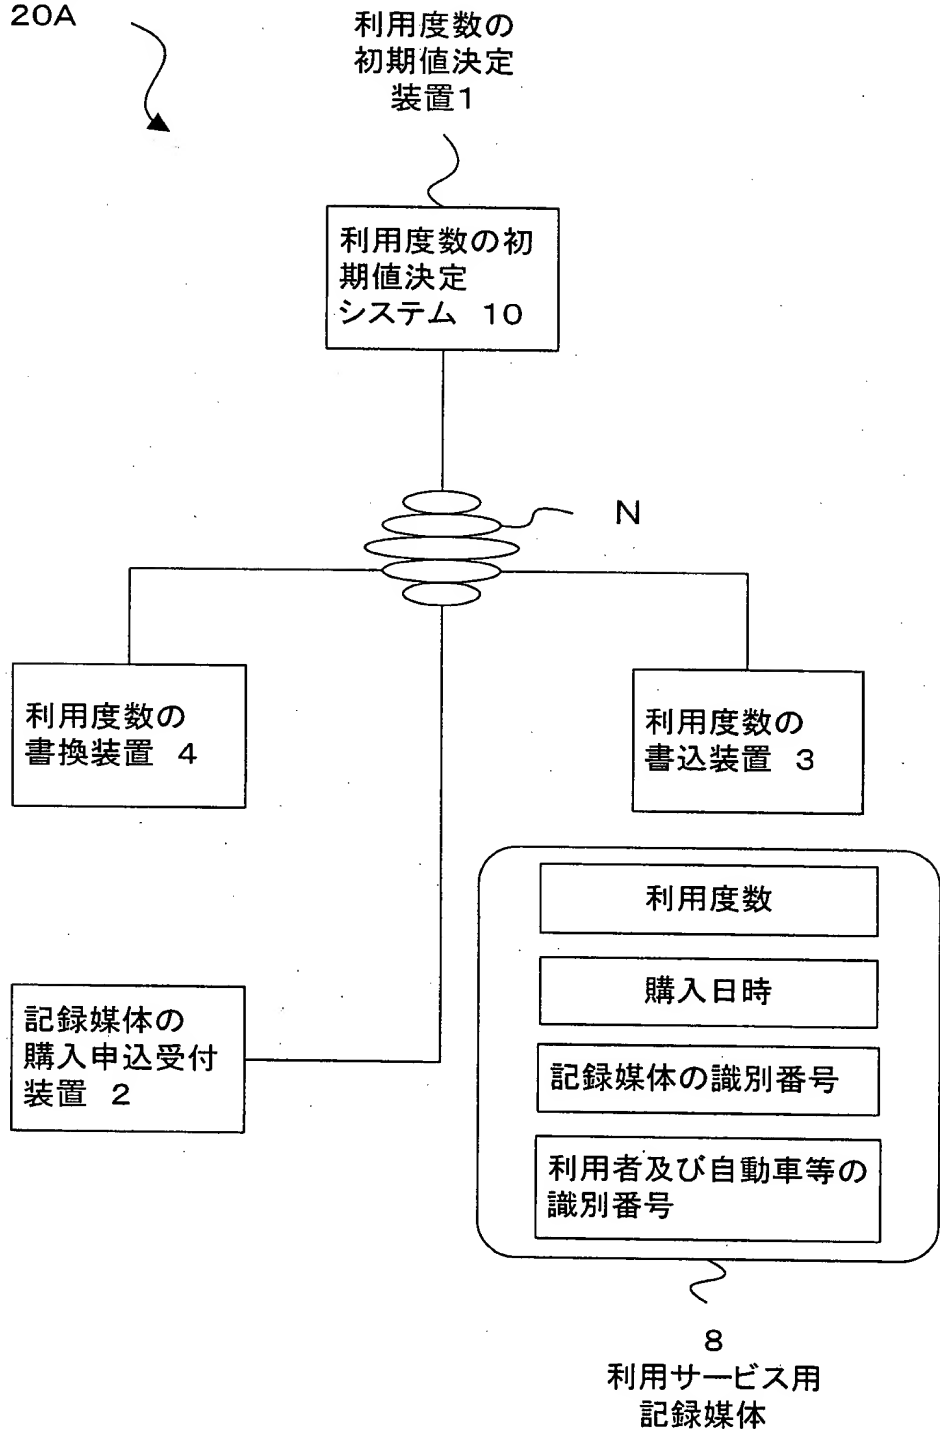 20A
利用度数の
初期値決定
装置1
利用度数の初
期値決定
システム 10
N
利用度数の
書換装置 4
利用度数の
書込装置 3
利用度数
購入日時
記録媒体の識別番号
利用者及び自動車等の
識別番号
記録媒体の
購入申込受付
装置 2
8
利用サービス用
記録媒体